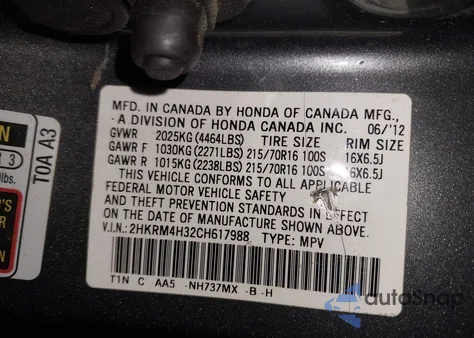 MFD. IN CANADA BY HONDA OF CANADA MFG.,
- A DIVISION OF HONDA CANADA INC. 06/'12
GVWR 2025KG (4464LBS) TIRE SIZE RIM SIZE
GAWR F 1030KG (2271LBS) 215/70R16 100S 16X6.5J
GAWR R 1015KG (2238LBS) 215/70R16 100S 16X6.5J
THIS VEHICLE CONFORMS TO ALL APPLICABLE
FEDERAL MOTOR VEHICLE SAFETY
AND THEFT PREVENTION STANDARDS IN EFFECT
ON THE DATE OF MANUFACTURE SHOWN ABOVE.
V.I.N.: 2HKRM4H32CH617988 TYPE: MPV
T1N C AA5 -NH737MX -B -H
TOA A3
N
R 3
lbs.
R'S
autoSnap